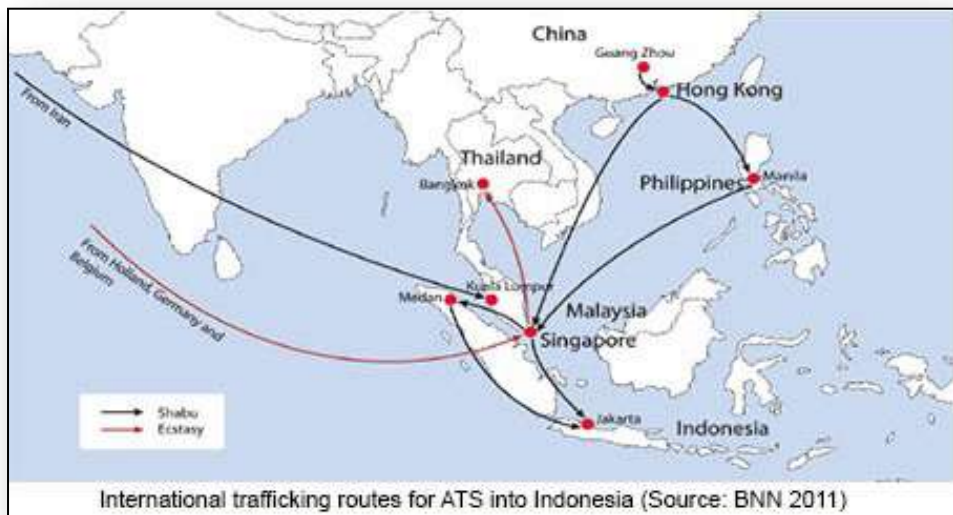 China
Guang Zhou
Hong Kong
From Iran
Thailand
Bangkok
Philippines
Manila
From Holland, Germany and
Belgium
Medan
Kuala Lumpur
Malaysia
Singapore
Shabu
Ecstasy
Jakarta
Indonesia
International trafficking routes for ATS into Indonesia (Source: BNN 2011)